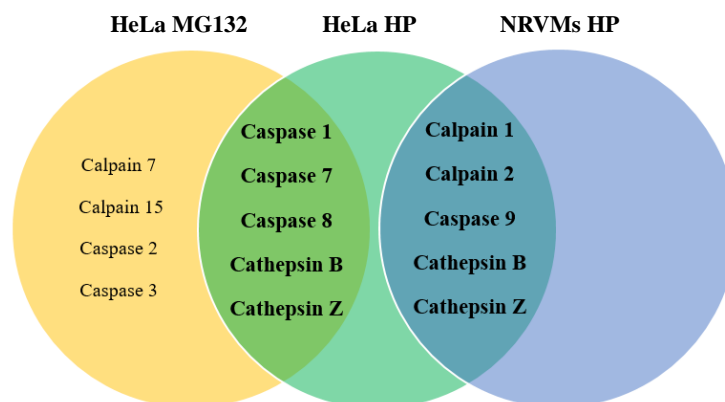 HeLa MG132
HeLa HP
NRVMs HP
Calpain 7
Calpain 15
Caspase 2
Caspase 3
Caspase 1
Caspase 7
Caspase 8
Cathepsin B
Cathepsin Z
Calpain 1
Calpain 2
Caspase 9
Cathepsin B
Cathepsin Z